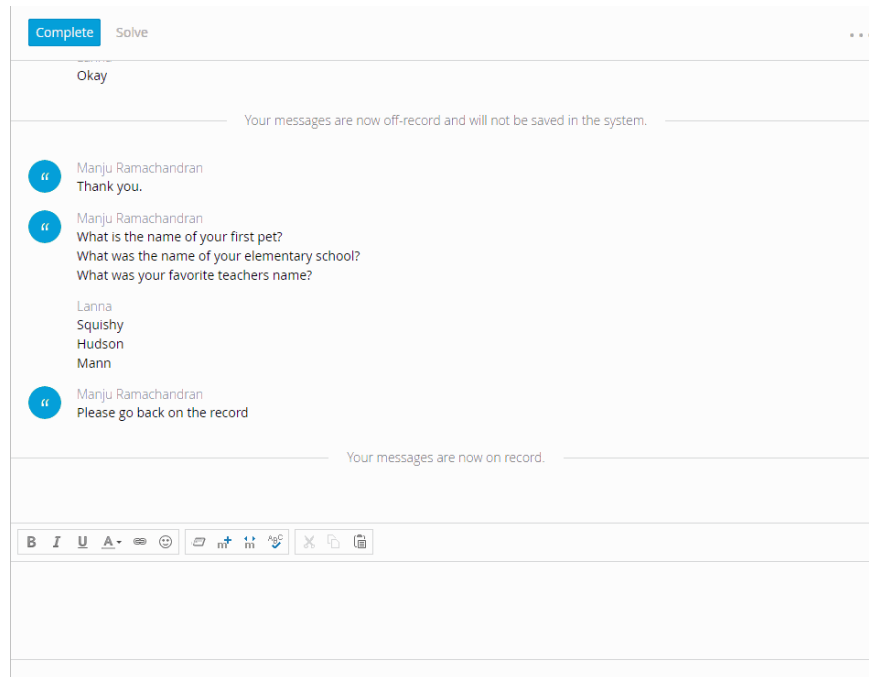 Complete Solve
Okay
Your messages are now off-record and will not be saved in the system.
Manju Ramachandran
Thank you.
Manju Ramachandran
What is the name of your first pet?
What was the name of your elementary school?
What was your favorite teachers name?
Lanna
Squishy
Hudson
Mann
Manju Ramachandran
Please go back on the record
Your messages are now on record.
B I U A m m ABC